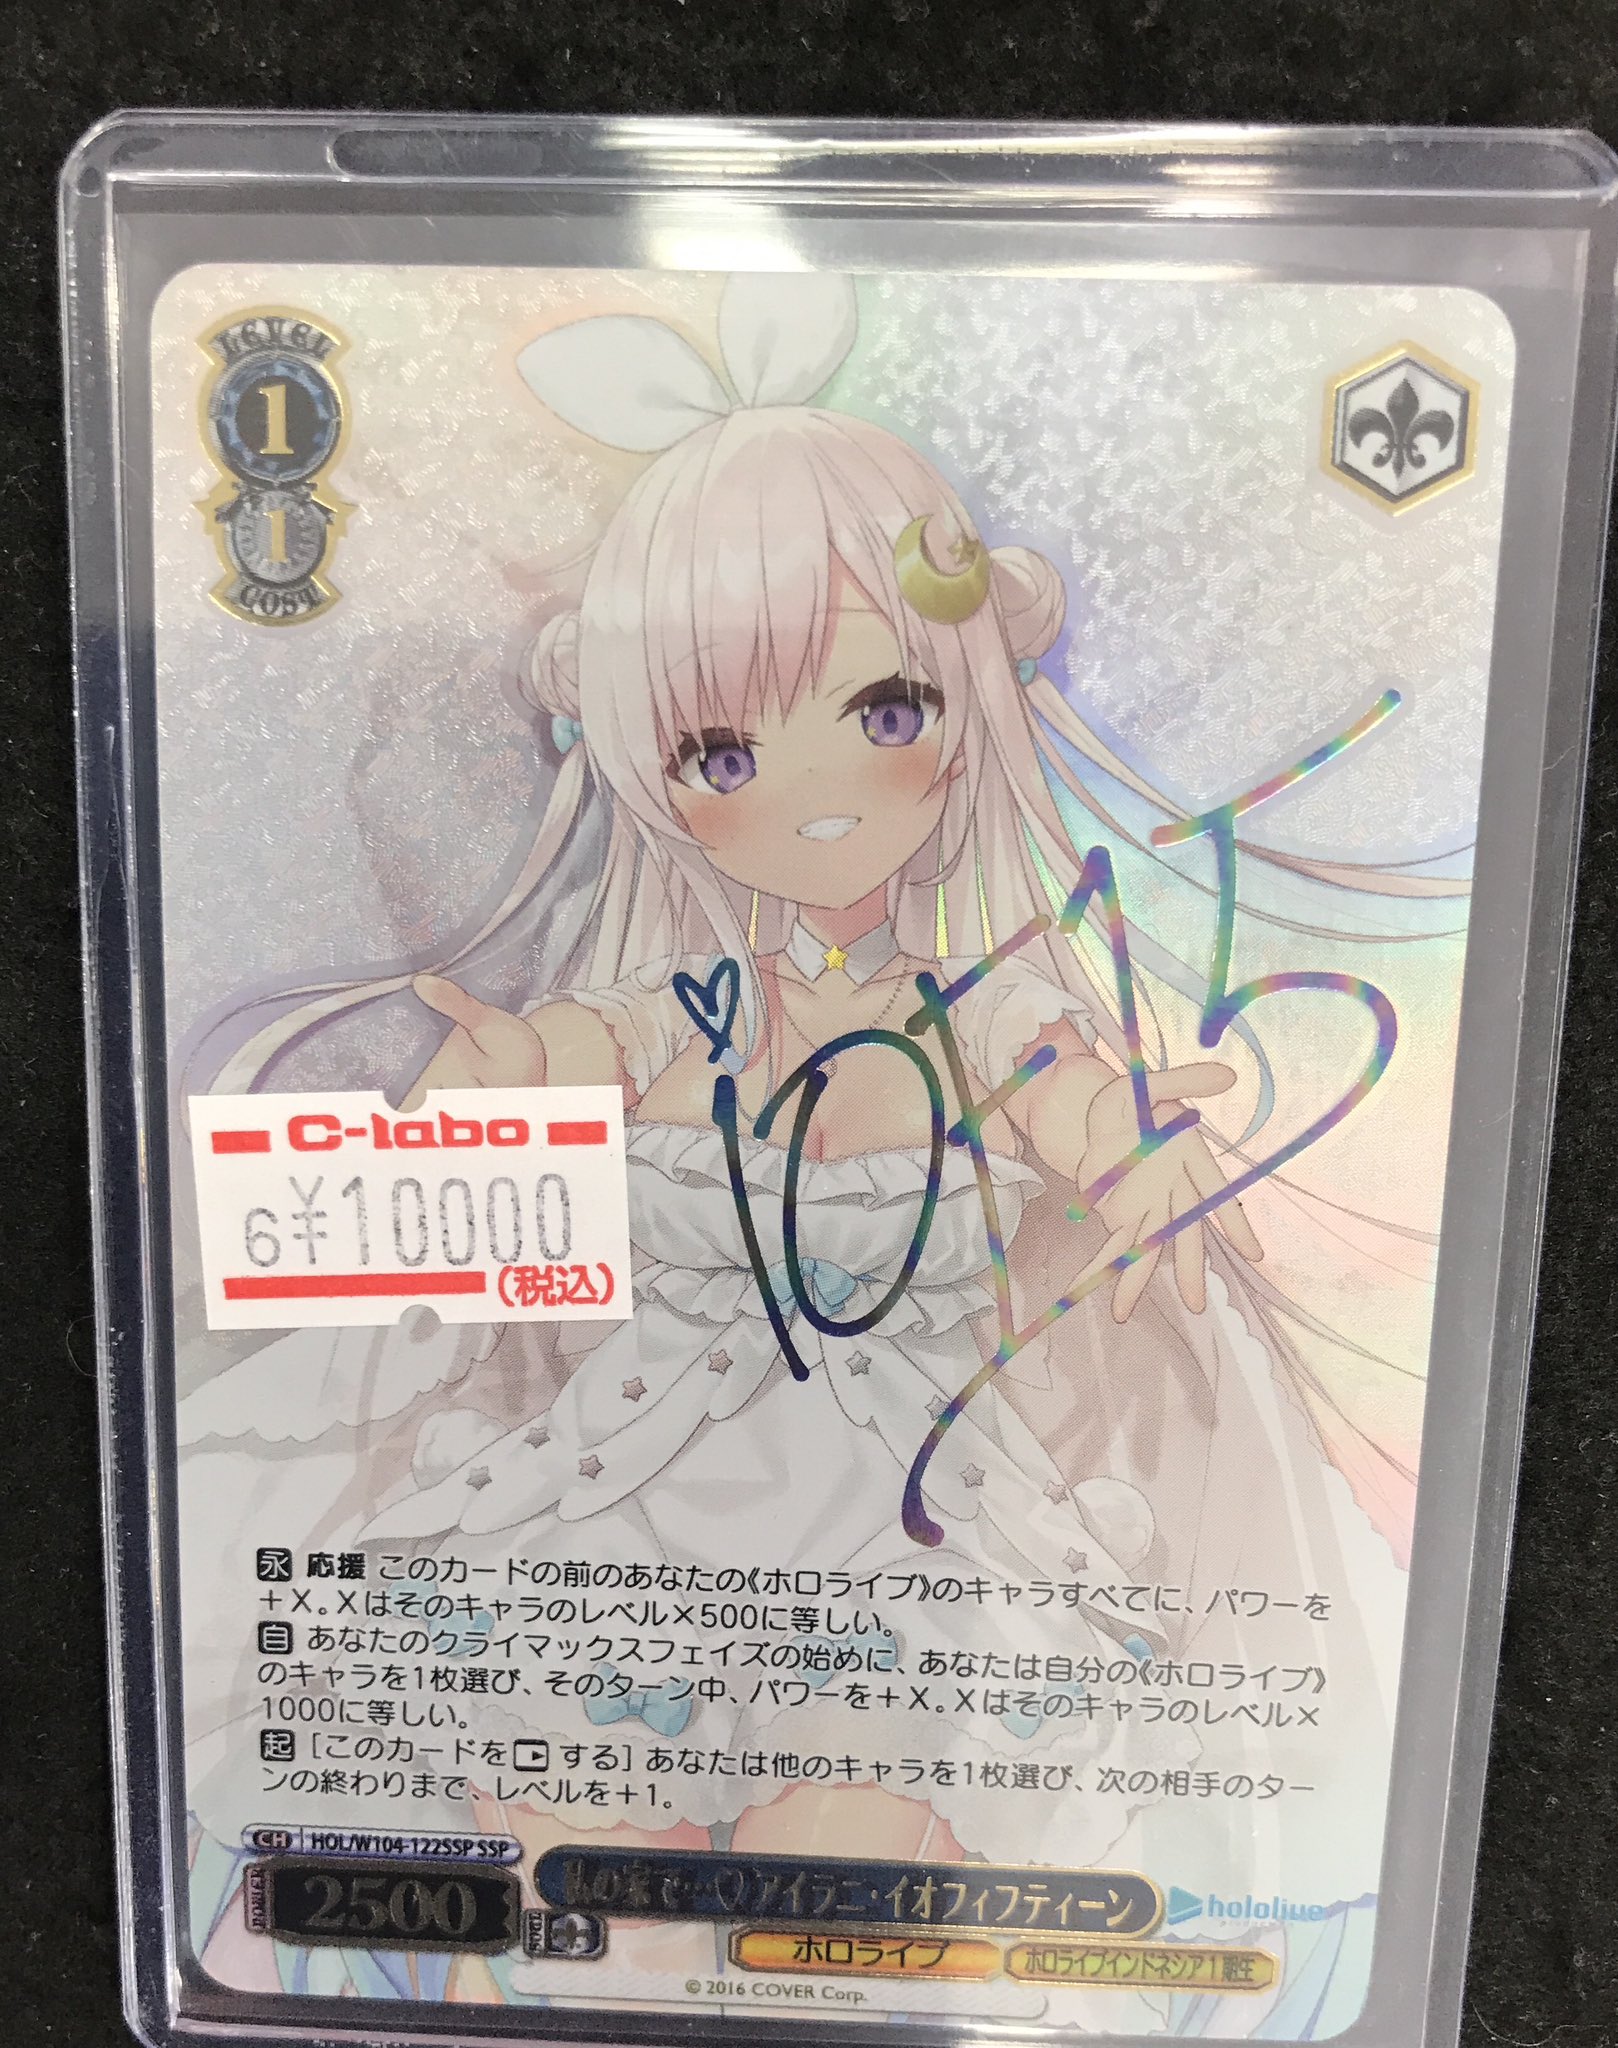 LEVEL
1
1
COST
C-labo
6¥10000
(税込)
永 応援 このカードの前のあなたの《ホロライブ》のキャラすべてに、パワーを
+X。Xはそのキャラのレベル×500に等しい。
自 あなたのクライマックスフェイズの始めに、あなたは自分の《ホロライブ》
のキャラを1枚選び、そのターン中、パワーを+X。Xはそのキャラのレベル×
1000に等しい。
起 [このカードを する] あなたは他のキャラを1枚選び、次の相手のター
ンの終わりまで、レベルを+1。
CH HOL/W104-122SSP SSP
POWER 2500 SOUL
私の家で…♡ アイラニ・イオフィフティーン
hololive
production
ホロライブ
ホロライブインドネシア1期生
© 2016 COVER Corp.